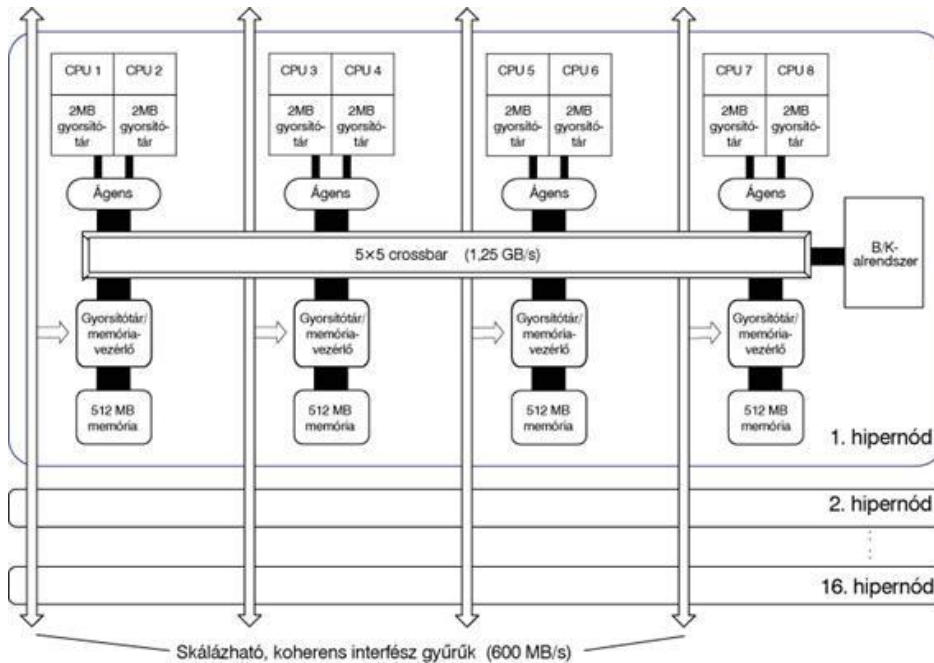 CPU 1
CPU 2
CPU 3
CPU 4
CPU 5
CPU 6
CPU 7
CPU 8
2MB
gyorsító-
tár
2MB
gyorsító-
tár
2MB
gyorsító-
tár
2MB
gyorsító-
tár
2MB
gyorsító-
tár
2MB
gyorsító-
tár
2MB
gyorsító-
tár
2MB
gyorsító-
tár
Ágens
Ágens
Ágens
Ágens
5×5 crossbar (1,25 GB/s)
B/K-
alrendszer
Gyorsítótár/
memória-
vezérlő
Gyorsítótár/
memória-
vezérlő
Gyorsítótár/
memória-
vezérlő
Gyorsítótár/
memória-
vezérlő
512 MB
memória
512 MB
memória
512 MB
memória
512 MB
memória
1. hipernód
2. hipernód
16. hipernód
Skálázható, koherens interfész gyűrűk (600 MB/s)